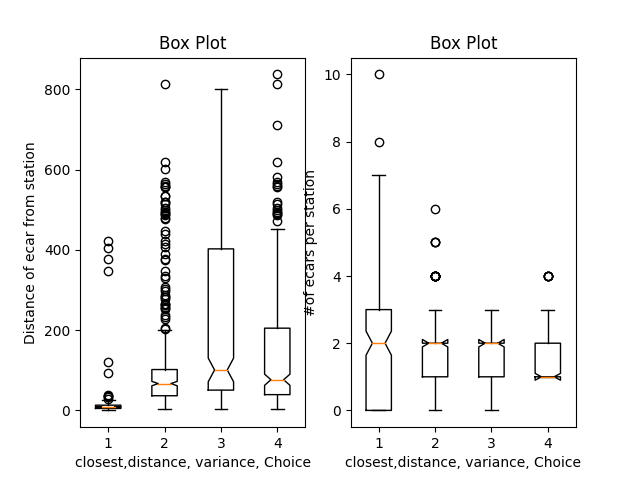 Box Plot
800
600
400
200
0
Distance of ecar from station
1 2 3 4
closest,distance, variance, Choice
Box Plot
10
8
6
4
2
0
#of ecars per station
1 2 3 4
closest,distance, variance, Choice